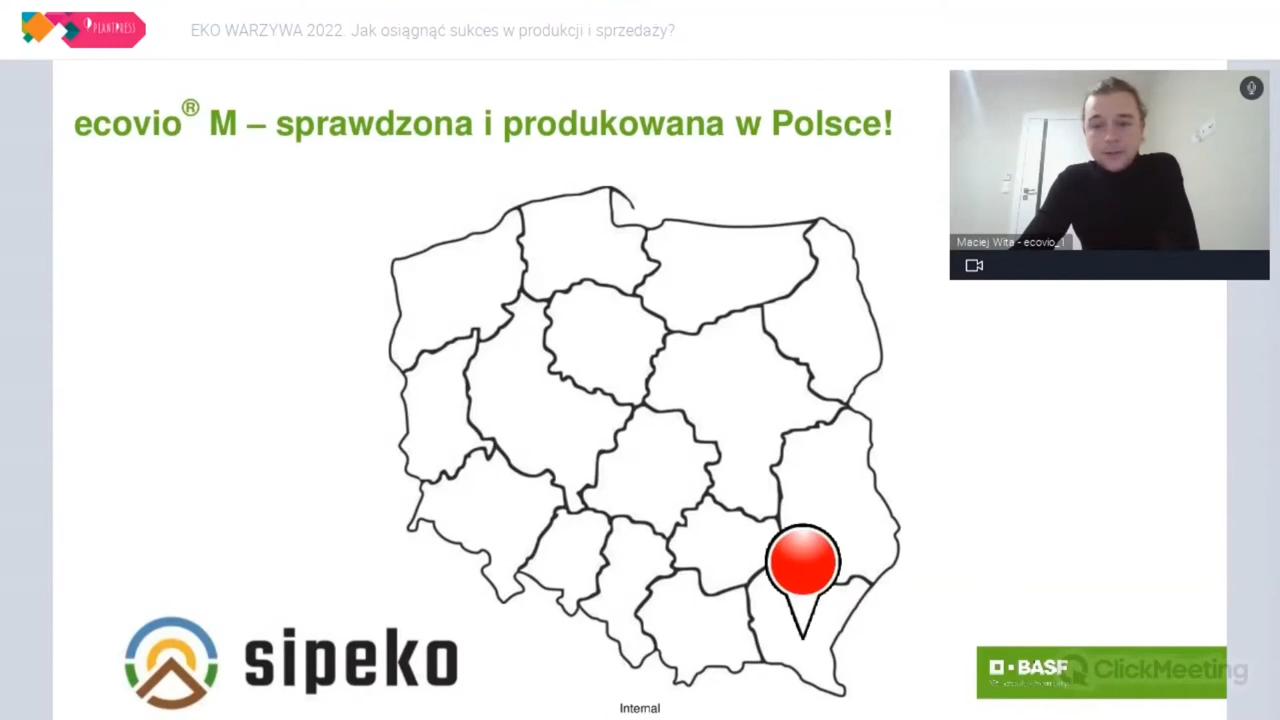 PLANTPRESS
EKO WARZYWA 2022. Jak osiągnąć sukces w produkcji i sprzedaży?
ecovio® M – sprawdzona i produkowana w Polsce!
Maciej Wita - ecovio_1
sipeko
BASF
ClickMeeting
Internal